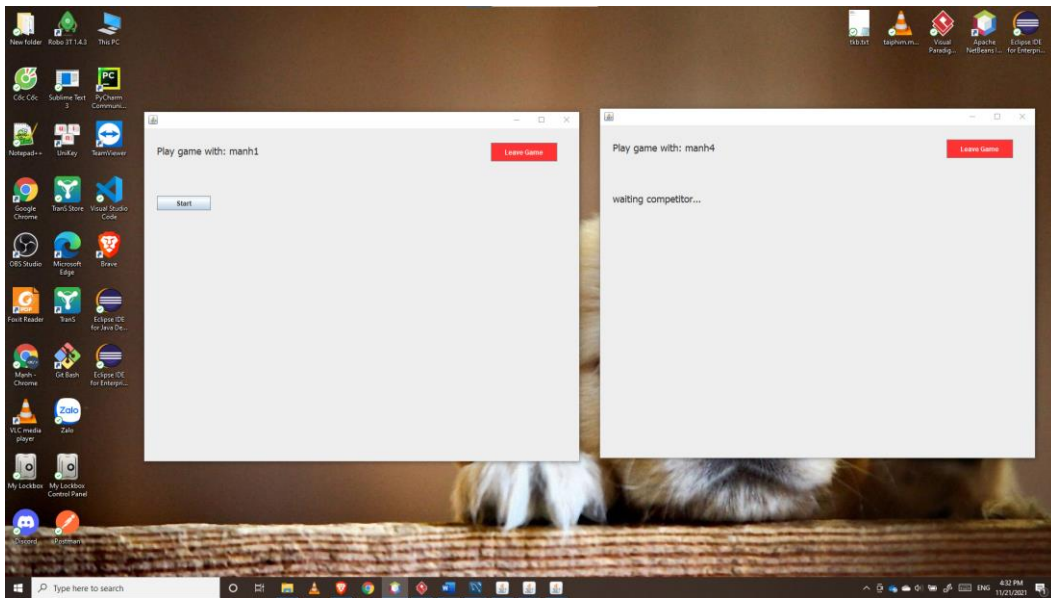 New folder
Robo 3T 1.4.3
This PC
Cốc Cốc
Sublime Text
3
PC
PyCharm
Communi...
Notepad++
UniKey
TeamViewer
Google
Chrome
TranS Store
Visual Studio
Code
OBS Studio
Microsoft
Edge
Brave
Foxit Reader
TranS
Eclipse IDE
for Java De...
Manh -
Chrome
Git Bash
Eclipse IDE
for Enterpri...
VLC media
player
Zalo
Zalo
My Lockbox
My Lockbox
Control Panel
Discord
Postman
tkb.txt
taiphim.m...
Visual
Paradig...
Apache
NetBeans I...
Eclipse IDE
for Enterpri...
Play game with: manh1
Leave Game
Start
Play game with: manh4
Leave Game
waiting competitor...
Type here to search
ENG
4:32 PM
11/21/2021